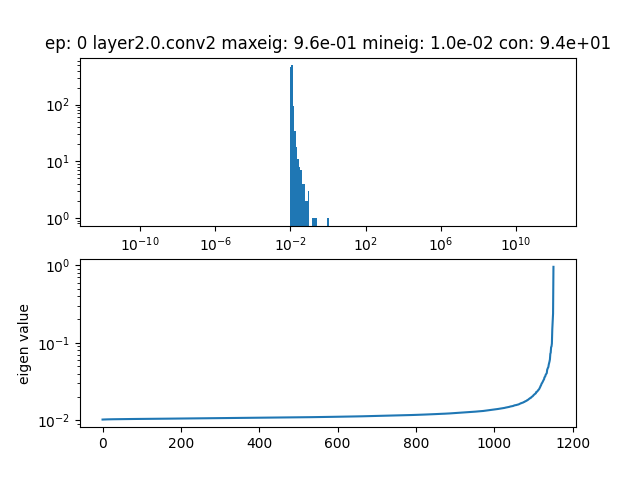 ep: 0 layer2.0.conv2 maxeig: 9.6e-01 mineig: 1.0e-02 con: 9.4e+01
10²
10¹
10⁰
10⁻¹⁰ 10⁻⁶ 10⁻² 10² 10⁶ 10¹⁰
eigen value
10⁰
10⁻¹
10⁻²
0 200 400 600 800 1000 1200